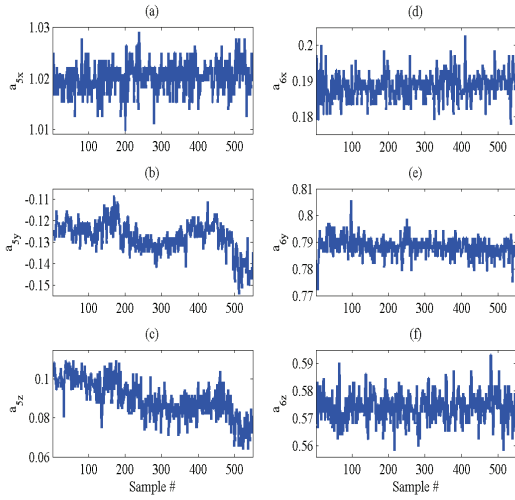 (a)
1.03
1.02
1.01
a5x
100 200 300 400 500
(b)
-0.11
-0.12
-0.13
-0.14
-0.15
a5y
100 200 300 400 500
(c)
0.1
0.08
0.06
a5z
100 200 300 400 500
Sample #
(d)
0.2
0.19
0.18
a6x
100 200 300 400 500
(e)
0.81
0.8
0.79
0.78
0.77
a6y
100 200 300 400 500
(f)
0.59
0.58
0.57
0.56
a6z
100 200 300 400 500
Sample #